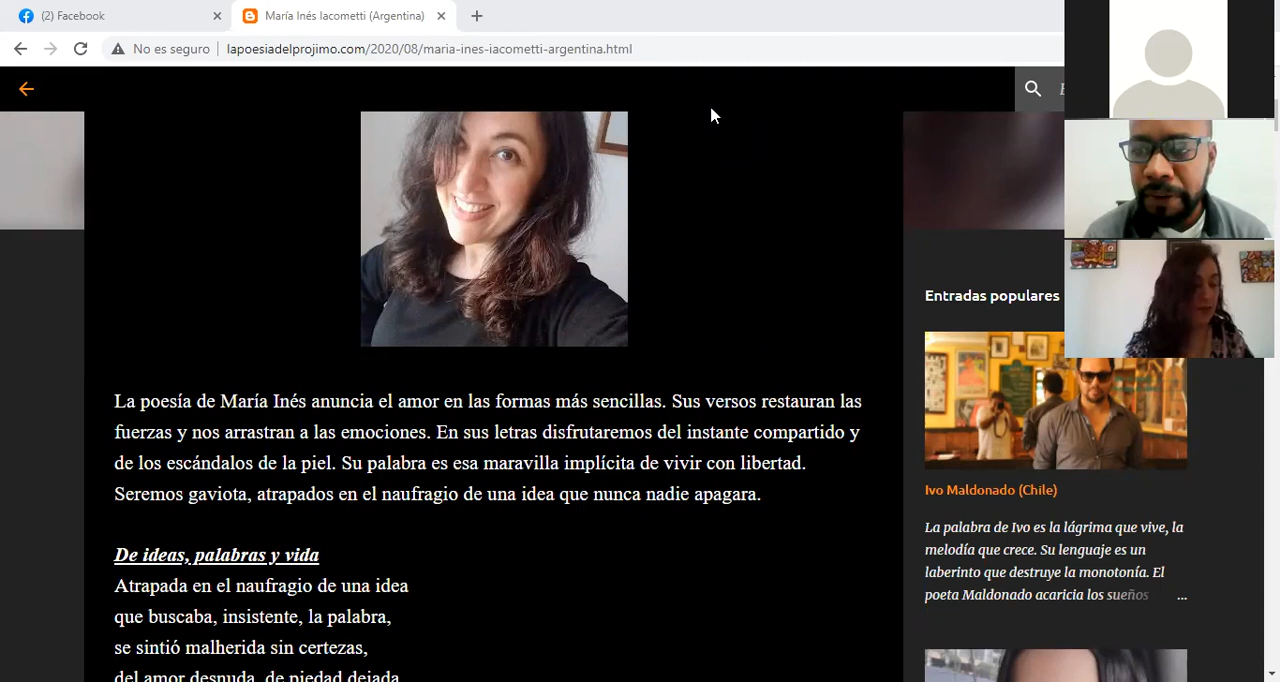 (2) Facebook
María Inés Iacometti (Argentina)
No es seguro
lapoesiadelprojimo.com/2020/08/maria-ines-iacometti-argentina.html
La poesía de María Inés anuncia el amor en las formas más sencillas. Sus versos restauran las
fuerzas y nos arrastran a las emociones. En sus letras disfrutaremos del instante compartido y
de los escándalos de la piel. Su palabra es esa maravilla implícita de vivir con libertad.
Seremos gaviota, atrapados en el naufragio de una idea que nunca nadie apagara.
De ideas, palabras y vida
Atrapada en el naufragio de una idea
que buscaba, insistente, la palabra,
se sintió malherida sin certezas,
del amor desnuda, de piedad dejada
Entradas populares
Ivo Maldonado (Chile)
La palabra de Ivo es la lágrima que vive, la
melodía que crece. Su lenguaje es un
laberinto que destruye la monotonía. El
poeta Maldonado acaricia los sueños ...